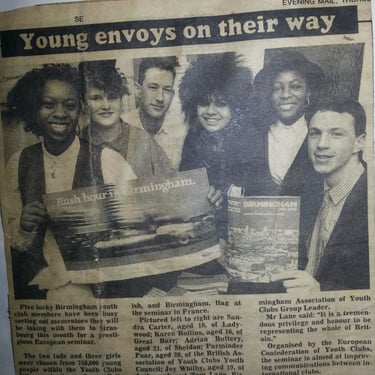 EVENING MAIL, THURS
SE
Young envoys on their way
Rush hour in Birmingham.
BIRMINGHAM
Five lucky Birmingham youth
club members have been busy
sorting out mementoes they
will be taking with them to Stras-
bourg this month for a presti-
gious European seminar.
The two lads and three girls
were chosen from 750,000 young
people within the Youth Clubs
ish, and Birmingham, flag at
the seminar in France.
Pictured left to right are San-
dra Carter, aged 18, of Lady-
wood; Karen Rollins, aged 16, of
Great Barr; Adrian Buttery,
aged 21, of Sheldon; Parminder
Puar, aged 20, of the British As-
sociation of Youth Clubs Youth
Council; Joy Whilby, aged 19, of
Lane, Bir-
mingham Association of Youth
Clubs Group Leader.
Mr Lane said: "It is a tremen-
dous privilege and honour to be
representing the whole of Brit-
ain."
Organised by the European
Confederation of Youth Clubs,
the seminar is aimed at improv-
ing communications between in-
ternational clubs.